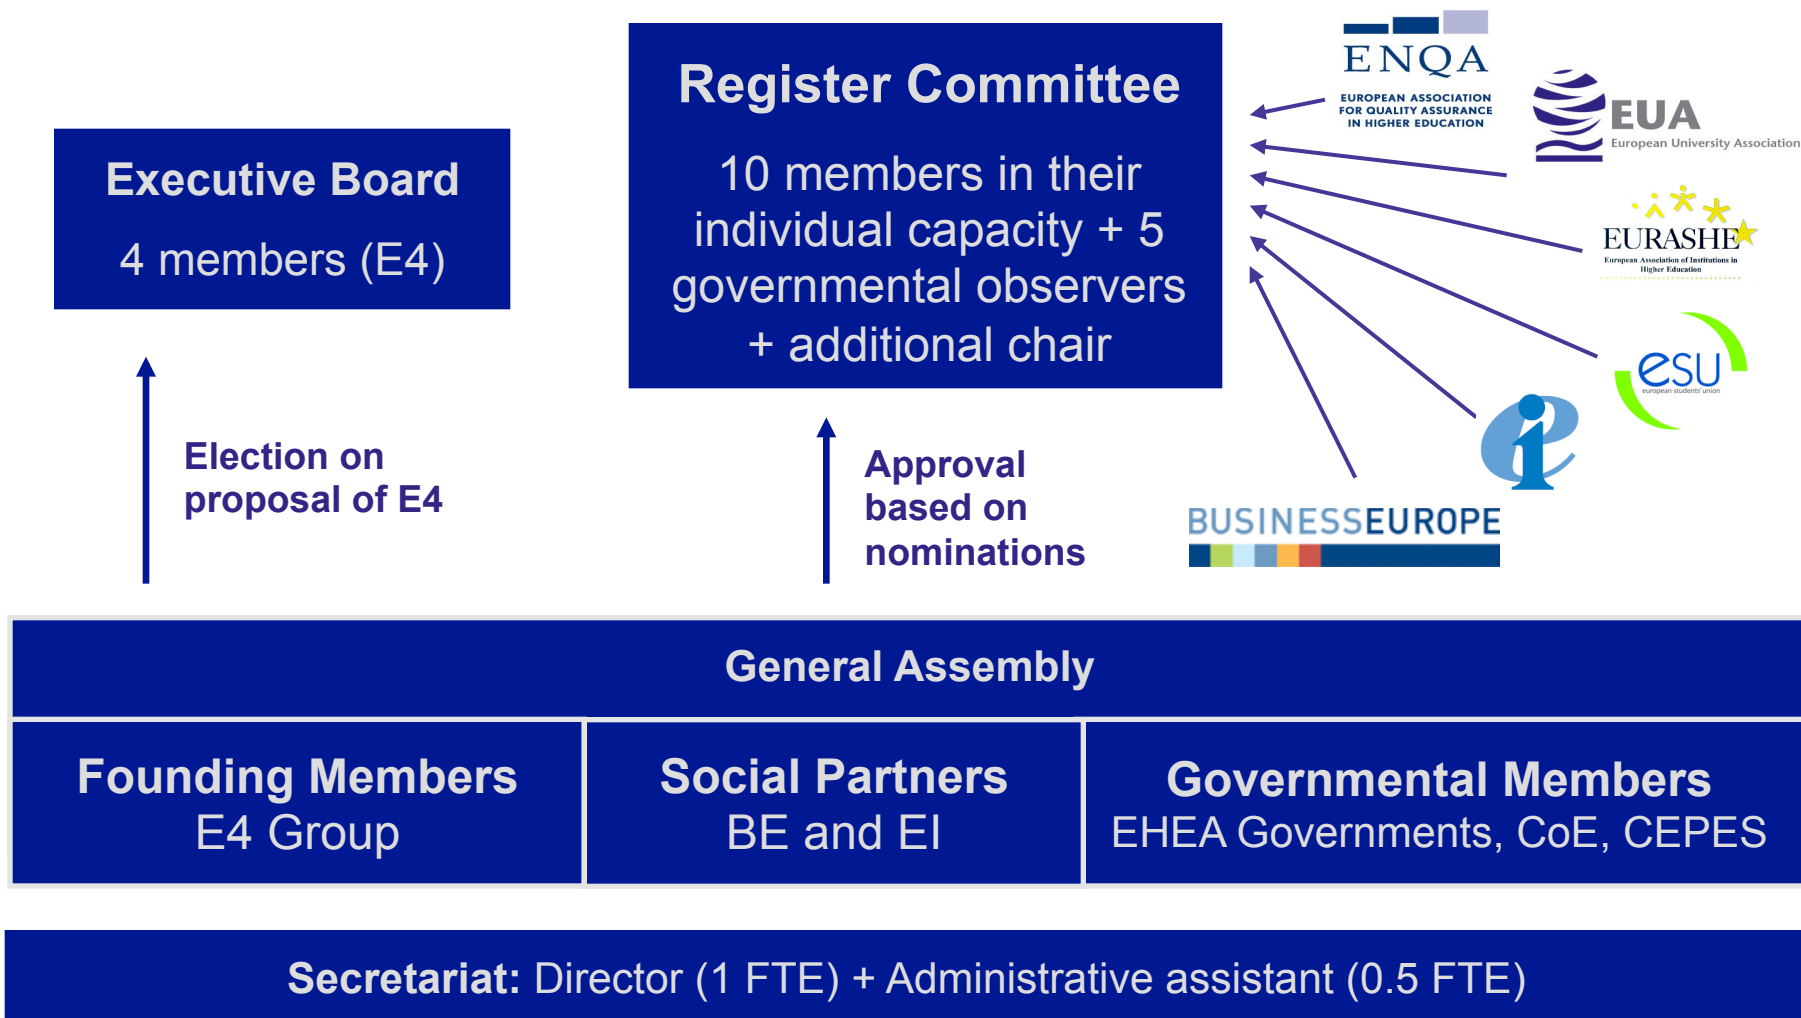 Register Committee
10 members in their
individual capacity + 5
governmental observers
+ additional chair
Executive Board
4 members (E4)
ENQA
EUROPEAN ASSOCIATION
FOR QUALITY ASSURANCE
IN HIGHER EDUCATION
EUA
European University Association
EURASHE
European Association of Institutions in
Higher Education
esu
european students' union
ei
BUSINESSEUROPE
Election on
proposal of E4
Approval
based on
nominations
General Assembly
Founding Members
E4 Group
Social Partners
BE and EI
Governmental Members
EHEA Governments, CoE, CEPES
Secretariat: Director (1 FTE) + Administrative assistant (0.5 FTE)